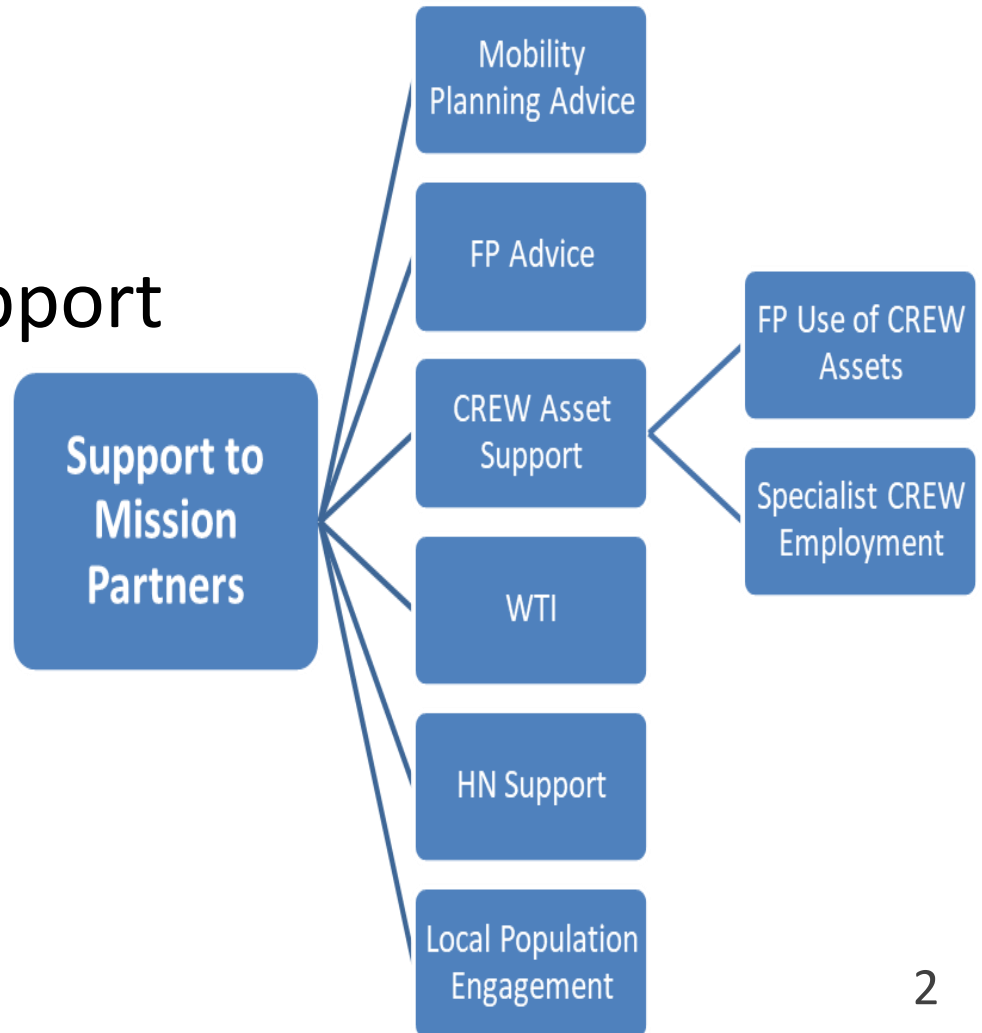 pport
Support to
Mission
Partners
Mobility
Planning Advice
FP Advice
CREW Asset
Support
FP Use of CREW
Assets
Specialist CREW
Employment
WTI
HN Support
Local Population
Engagement
2